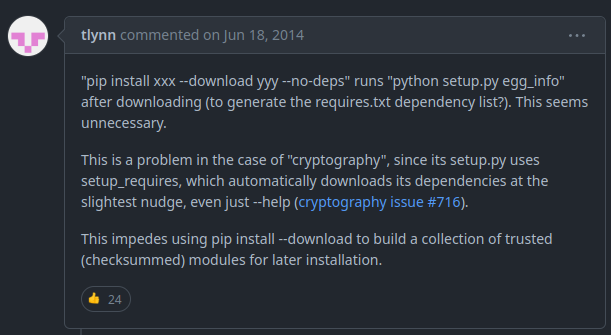 tlynn commented on Jun 18, 2014
"pip install xxx --download yyy --no-deps" runs "python setup.py egg_info"
after downloading (to generate the requires.txt dependency list?). This seems
unnecessary.
This is a problem in the case of "cryptography", since its setup.py uses
setup_requires, which automatically downloads its dependencies at the
slightest nudge, even just --help (cryptography issue #716).
This impedes using pip install --download to build a collection of trusted
(checksummed) modules for later installation.
👍 24